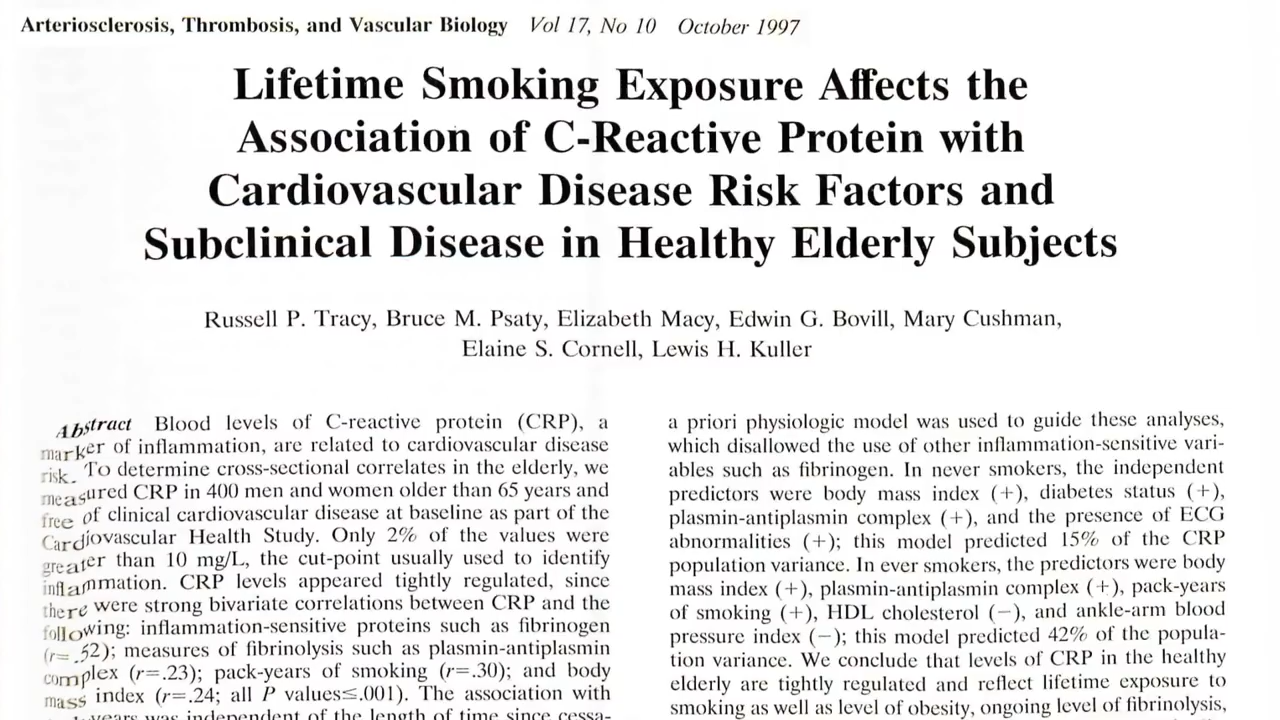 Arteriosclerosis, Thrombosis, and Vascular Biology Vol 17, No 10 October 1997
Lifetime Smoking Exposure Affects the
Association of C-Reactive Protein with
Cardiovascular Disease Risk Factors and
Subclinical Disease in Healthy Elderly Subjects
Russell P. Tracy, Bruce M. Psaty, Elizabeth Macy, Edwin G. Bovill, Mary Cushman,
Elaine S. Cornell, Lewis H. Kuller
Abstract Blood levels of C-reactive protein (CRP), a
marker of inflammation, are related to cardiovascular disease
risk. To determine cross-sectional correlates in the elderly, we
measured CRP in 400 men and women older than 65 years and
free of clinical cardiovascular disease at baseline as part of the
Cardiovascular Health Study. Only 2% of the values were
greater than 10 mg/L, the cut-point usually used to identify
inflammation. CRP levels appeared tightly regulated, since
there were strong bivariate correlations between CRP and the
following: inflammation-sensitive proteins such as fibrinogen
(r=.52); measures of fibrinolysis such as plasmin-antiplasmin
complex (r=.23); pack-years of smoking (r=.30); and body
mass index (r=.24; all P values≤.001). The association with
years was independent of the length of time since cessa-
a priori physiologic model was used to guide these analyses,
which disallowed the use of other inflammation-sensitive vari-
ables such as fibrinogen. In never smokers, the independent
predictors were body mass index (+), diabetes status (+),
plasmin-antiplasmin complex (+), and the presence of ECG
abnormalities (+); this model predicted 15% of the CRP
population variance. In ever smokers, the predictors were body
mass index (+), plasmin-antiplasmin complex (+), pack-years
of smoking (+), HDL cholesterol (−), and ankle-arm blood
pressure index (−); this model predicted 42% of the popula-
tion variance. We conclude that levels of CRP in the healthy
elderly are tightly regulated and reflect lifetime exposure to
smoking as well as level of obesity, ongoing level of fibrinolysis,